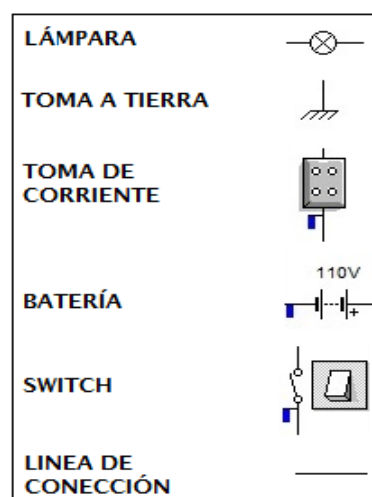 LÁMPARA
TOMA A TIERRA
TOMA DE
CORRIENTE
110V
BATERÍA
+
SWITCH
LINEA DE
CONECCIÓN